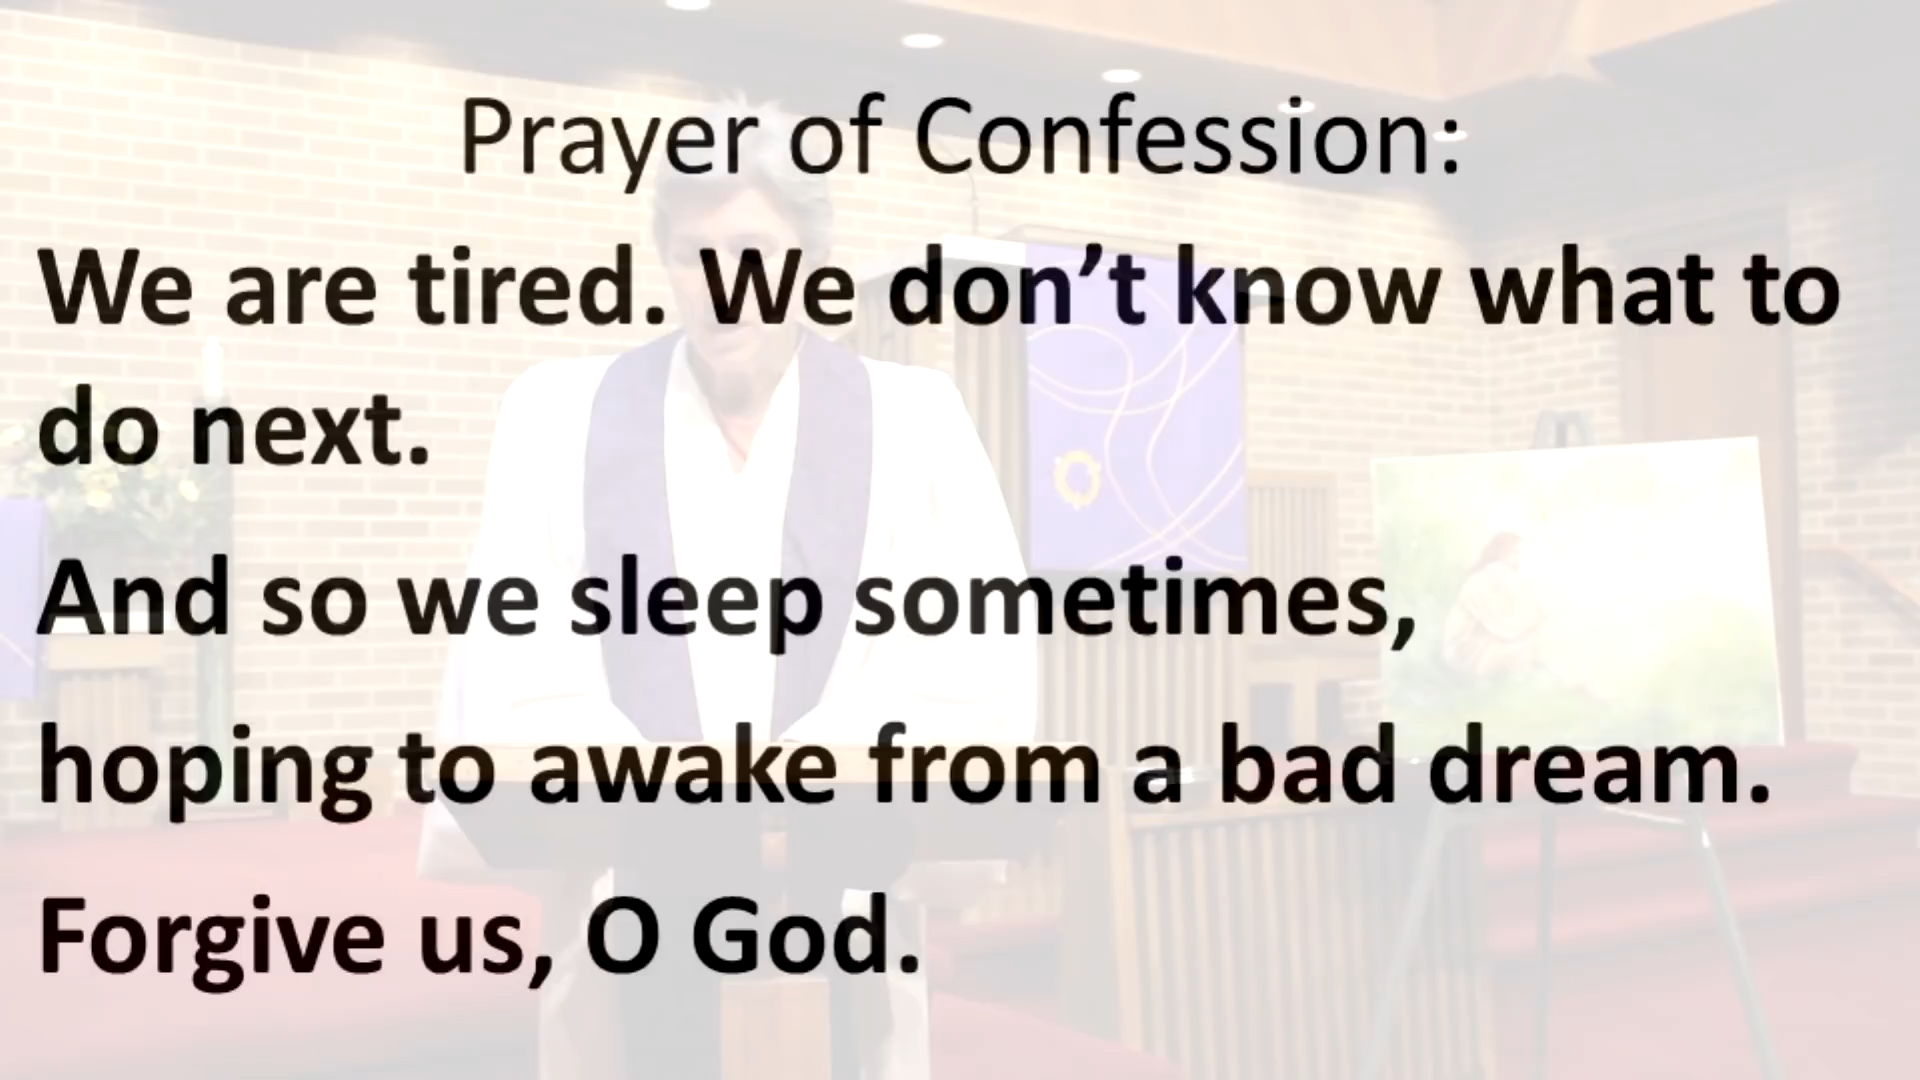 Prayer of Confession:
We are tired. We don’t know what to
do next.
And so we sleep sometimes,
hoping to awake from a bad dream.
Forgive us, O God.